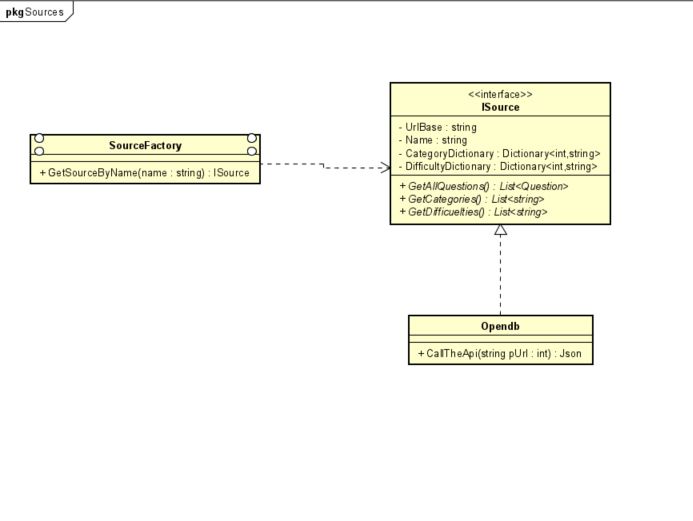 pkg Sources
SourceFactory
+ GetSourceByName(name : string) : ISource
<<interface>>
ISource
- UrlBase : string
- Name : string
- CategoryDictionary : Dictionary<int,string>
- DifficultyDictionary : Dictionary<int,string>
+ GetAllQuestions() : List<Question>
+ GetCategories() : List<string>
+ GetDifficuelties() : List<string>
Opendb
+ CallTheApi(string pUrl : int) : Json